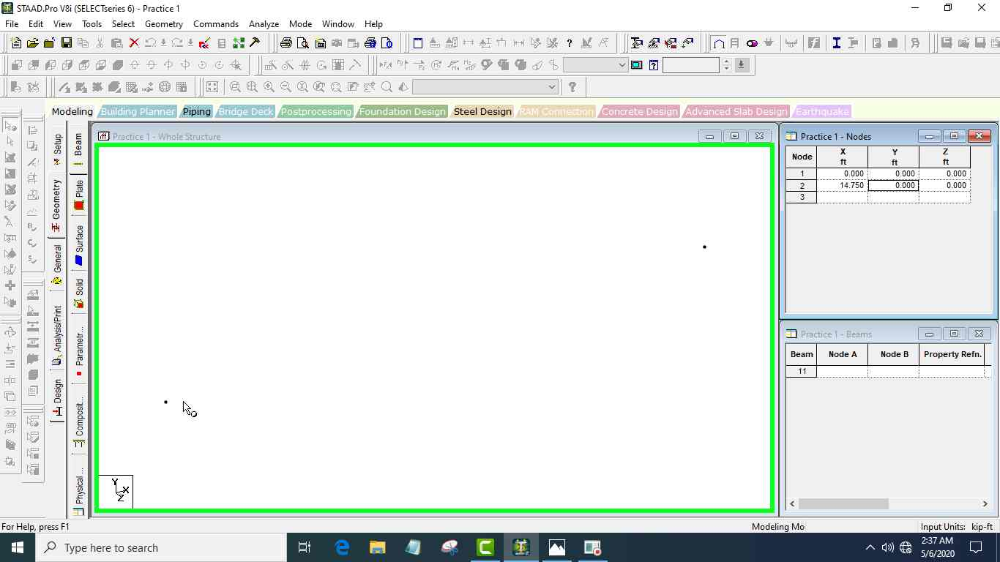 STAAD.Pro V8i (SELECTseries 6) - Practice 1
File Edit View Tools Select Geometry Commands Analyze Mode Window Help
Modeling Building Planner Piping Bridge Deck Postprocessing Foundation Design Steel Design RAM Connection Concrete Design Advanced Slab Design Earthquake
Setup
Geometry
General
Analysis/Print
Design
Beam
Plate
Surface
Solid
Parametr...
Composit...
Physical ...
Practice 1 - Whole Structure
Y
X
Z
Practice 1 - Nodes
Node X ft Y ft Z ft
1 0.000 0.000 0.000
2 14.750 0.000 0.000
3
Practice 1 - Beams
Beam Node A Node B Property Refn.
11
For Help, press F1 Modeling Mo Input Units: kip-ft
Type here to search
2:37 AM
5/6/2020